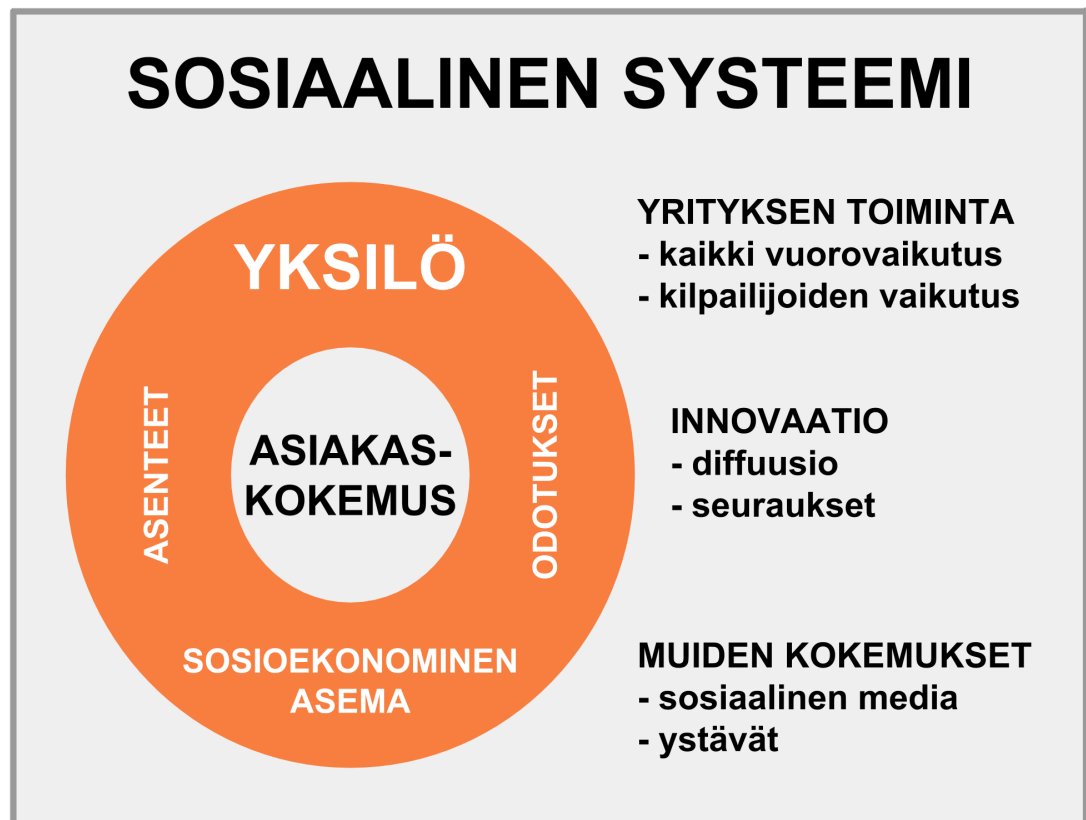 SOSIAALINEN SYSTEEMI
YKSILÖ
ASENTEET
ASIAKAS-
KOKEMUS
ODOTUKSET
SOSIOEKONOMINEN
ASEMA
YRITYKSEN TOIMINTA
- kaikki vuorovaikutus
- kilpailijoiden vaikutus
INNOVAATIO
- diffuusio
- seuraukset
MUIDEN KOKEMUKSET
- sosiaalinen media
- ystävät